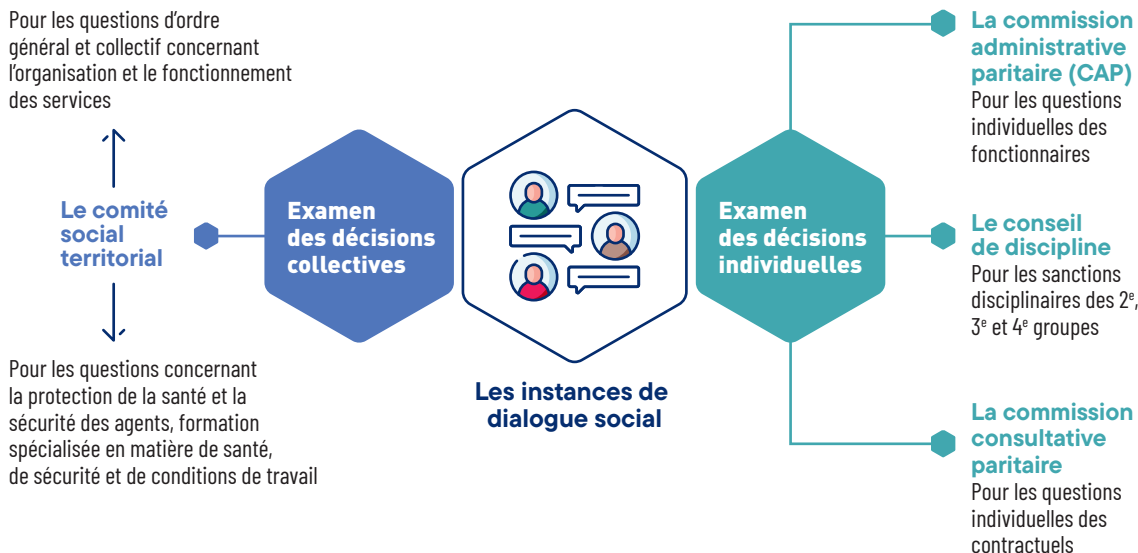 Pour les questions d’ordre
général et collectif concernant
l’organisation et le fonctionnement
des services
Le comité
social
territorial
Pour les questions concernant
la protection de la santé et la
sécurité des agents, formation
spécialisée en matière de santé,
de sécurité et de conditions de travail
Examen
des décisions
collectives
Les instances de
dialogue social
Examen
des décisions
individuelles
La commission
administrative
paritaire (CAP)
Pour les questions
individuelles des
fonctionnaires
Le conseil
de discipline
Pour les sanctions
disciplinaires des 2e,
3e et 4e groupes
La commission
consultative
paritaire
Pour les questions
individuelles des
contractuels